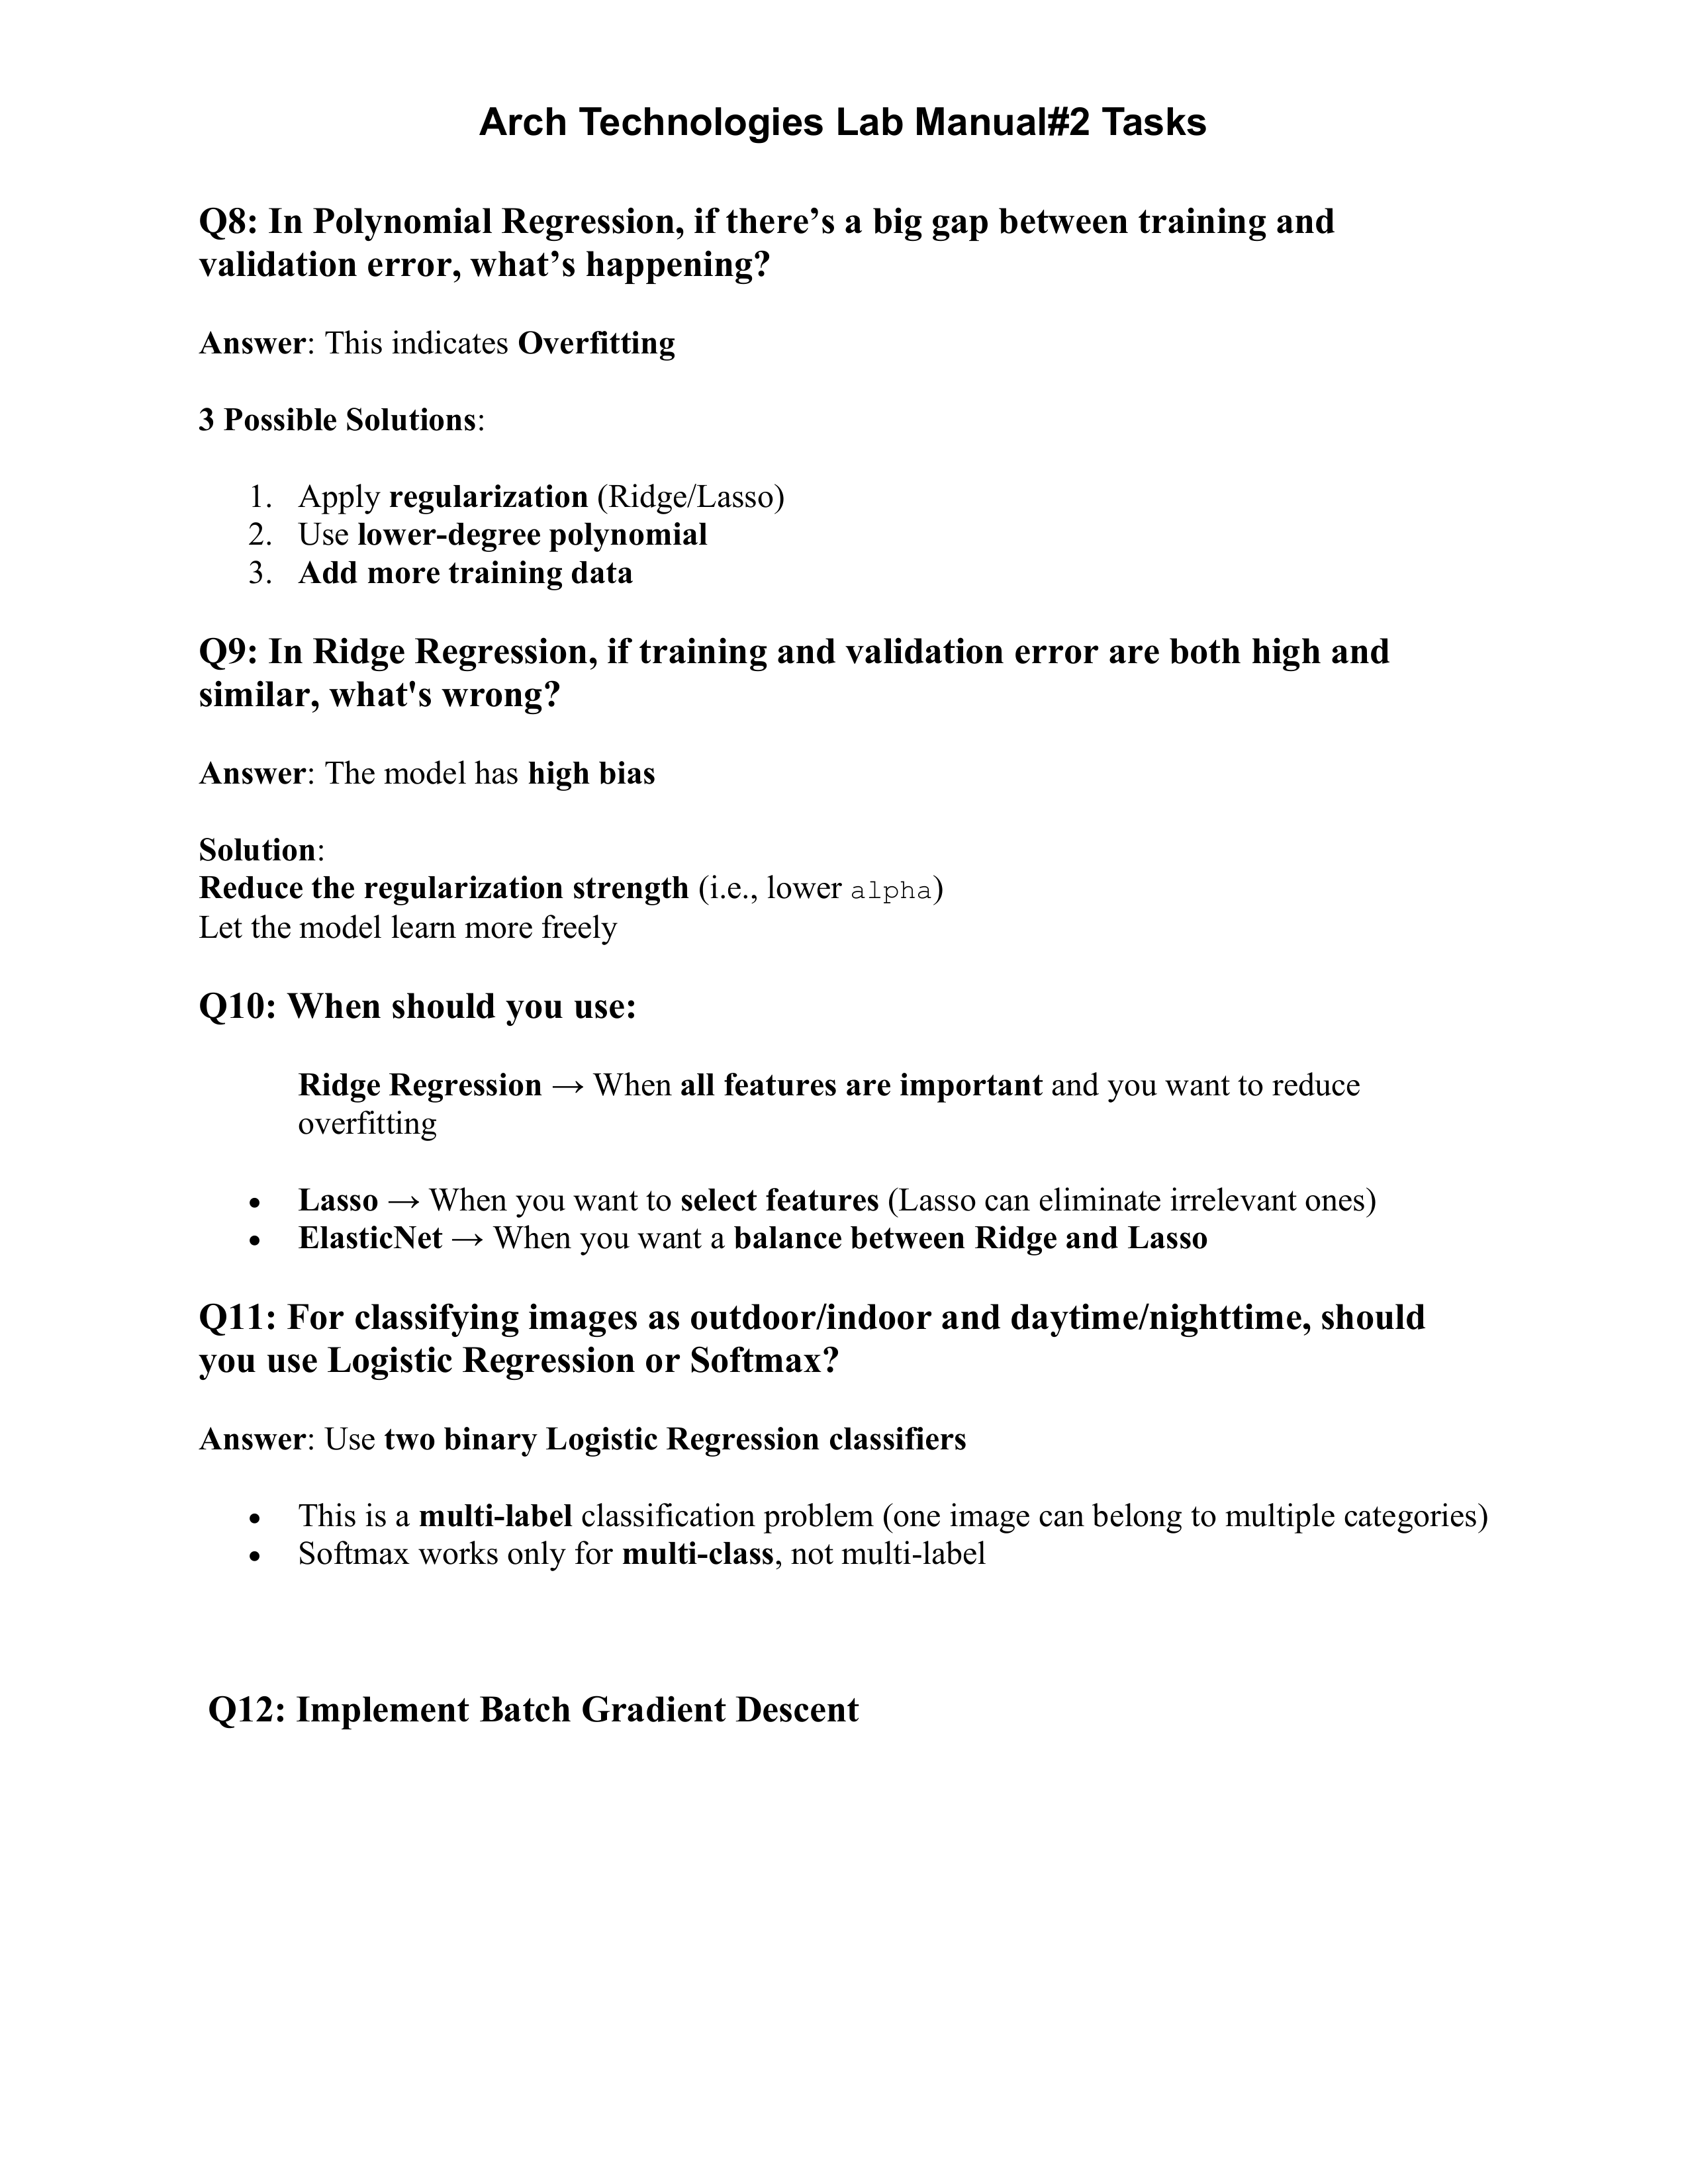 Arch Technologies Lab Manual#2 Tasks
Q8: In Polynomial Regression, if there’s a big gap between training and
validation error, what’s happening?
Answer: This indicates Overfitting
3 Possible Solutions:
1. Apply regularization (Ridge/Lasso)
2. Use lower-degree polynomial
3. Add more training data
Q9: In Ridge Regression, if training and validation error are both high and
similar, what's wrong?
Answer: The model has high bias
Solution:
Reduce the regularization strength (i.e., lower alpha)
Let the model learn more freely
Q10: When should you use:
Ridge Regression → When all features are important and you want to reduce
overfitting
• Lasso → When you want to select features (Lasso can eliminate irrelevant ones)
• ElasticNet → When you want a balance between Ridge and Lasso
Q11: For classifying images as outdoor/indoor and daytime/nighttime, should
you use Logistic Regression or Softmax?
Answer: Use two binary Logistic Regression classifiers
• This is a multi-label classification problem (one image can belong to multiple categories)
• Softmax works only for multi-class, not multi-label
Q12: Implement Batch Gradient Descent